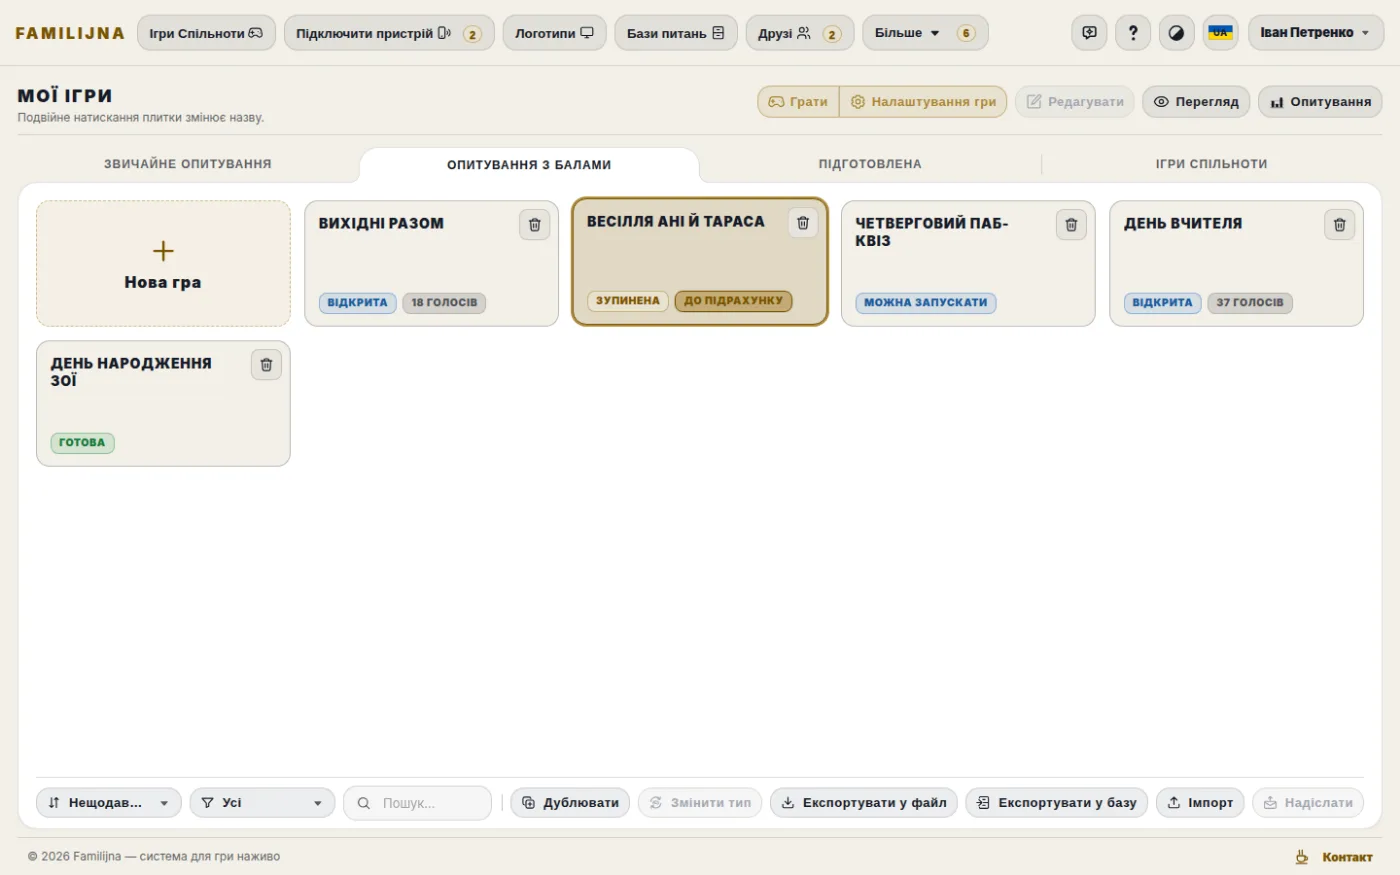 FAMILIJNA
Ігри Спільноти
Підключити пристрій 2
Логотипи
Бази питань
Друзі 2
Більше 6
?
UA
Іван Петренко
МОЇ ІГРИ
Подвійне натискання плитки змінює назву.
Грати
Налаштування гри
Редагувати
Перегляд
Опитування
ЗВИЧАЙНЕ ОПИТУВАННЯ
ОПИТУВАННЯ З БАЛАМИ
ПІДГОТОВЛЕНА
ІГРИ СПІЛЬНОТИ
Нова гра
ВИХІДНІ РАЗОМ
ВІДКРИТА
18 ГОЛОСІВ
ВЕСІЛЛЯ АНІ Й ТАРАСА
ЗУПИНЕНА
ДО ПІДРАХУНКУ
ЧЕТВЕРГОВИЙ ПАБ-
КВІЗ
МОЖНА ЗАПУСКАТИ
ДЕНЬ ВЧИТЕЛЯ
ВІДКРИТА
37 ГОЛОСІВ
ДЕНЬ НАРОДЖЕННЯ
ЗОЇ
ГОТОВА
Нещодав...
Усі
Пошук...
Дублювати
Змінити тип
Експортувати у файл
Експортувати у базу
Імпорт
Надіслати
© 2026 Familijna — система для гри наживо
Контакт